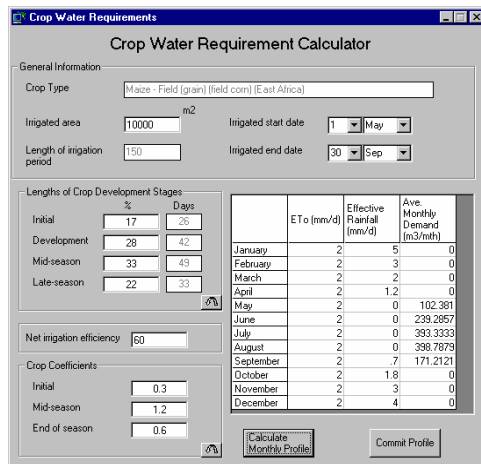 Crop Water Requirements
Crop Water Requirement Calculator
General Information
Crop Type Maize - Field (grain) (field corn) (East Africa)
Irrigated area 10000 m2 Irrigated start date 1 May
Length of irrigation period 150 Irrigated end date 30 Sep
Lengths of Crop Development Stages
% Days
Initial 17 26
Development 28 42
Mid-season 33 49
Late-season 22 33
Net irrigation efficiency 60
Crop Coefficients
Initial 0.3
Mid-season 1.2
End of season 0.6
ETo (mm/d) Effective Rainfall (mm/d) Ave. Monthly Demand (m3/mth)
January 2 5 0
February 2 3 0
March 2 2 0
April 2 1.2 0
May 2 0 102.381
June 2 0 239.2857
July 2 0 393.3333
August 2 0 398.7879
September 2 .7 171.2121
October 2 1.8 0
November 2 3 0
December 2 4 0
Calculate Monthly Profile
Commit Profile